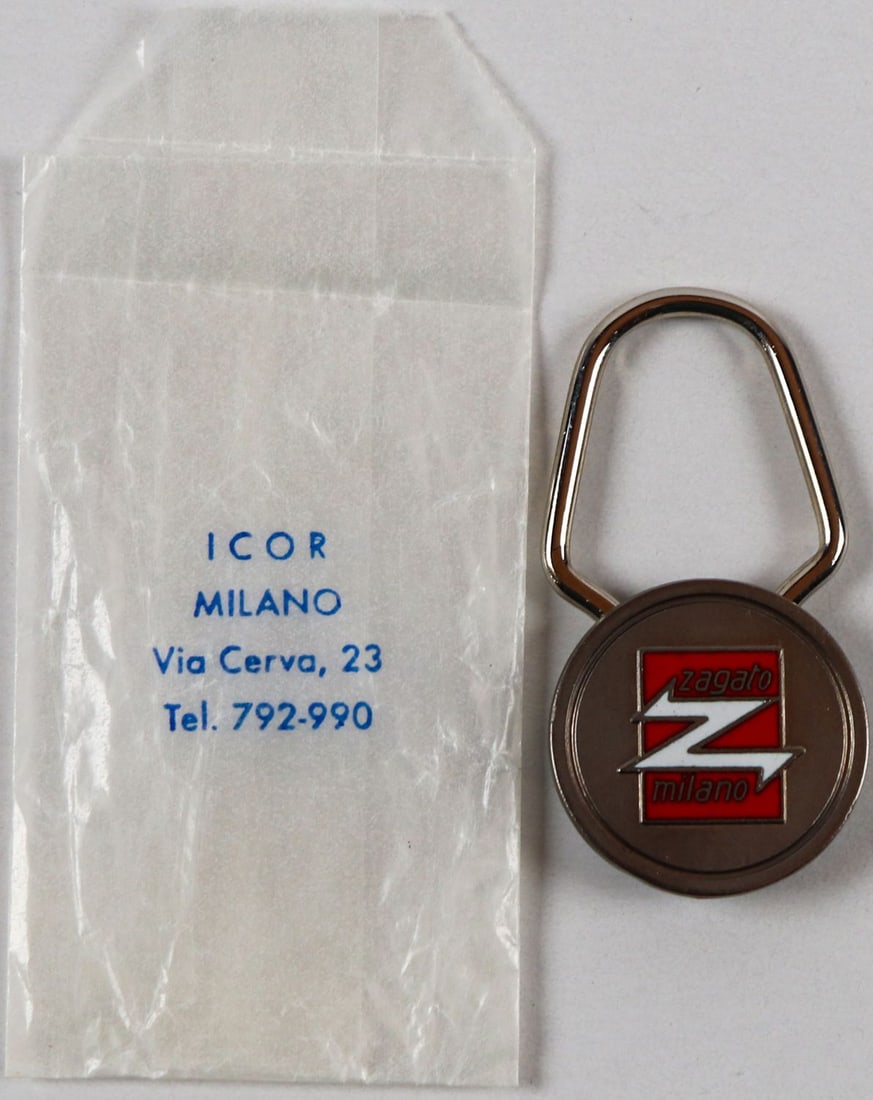 ICOR
MILANO
Via Cerva, 23
Tel. 792-990
zagato
Z
milano